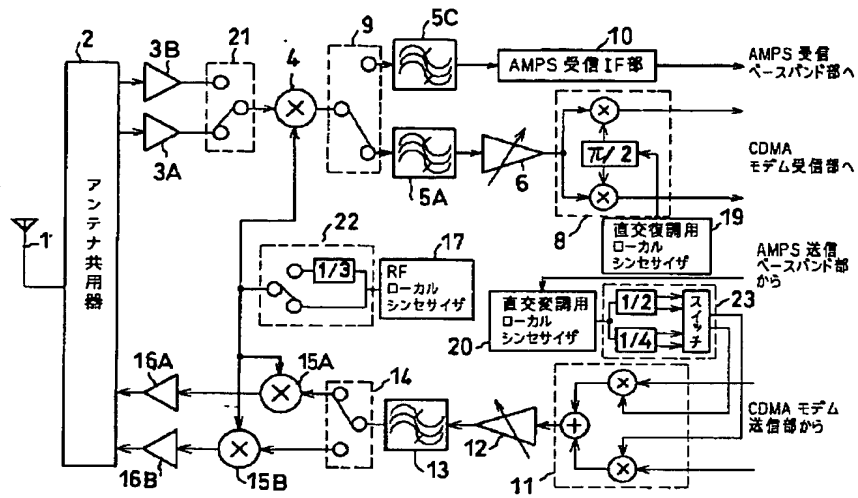 2
3B
3A
21
4
9
5C
10
AMPS 受信IF部
AMPS 受信
ベースバンド部へ
5A
6
π/2
8
CDMA
モデム受信部へ
直交復調用
ローカル
シンセサイザ
19
アンテナ共用器
1
22
1/3
17
RF
ローカル
シンセサイザ
AMPS 送信
ベースバンド部
から
直交変調用
ローカル
シンセサイザ
20
1/2
1/4
スイッチ
23
16A
15A
14
16B
15B
13
12
11
CDMA モデム
送信部から